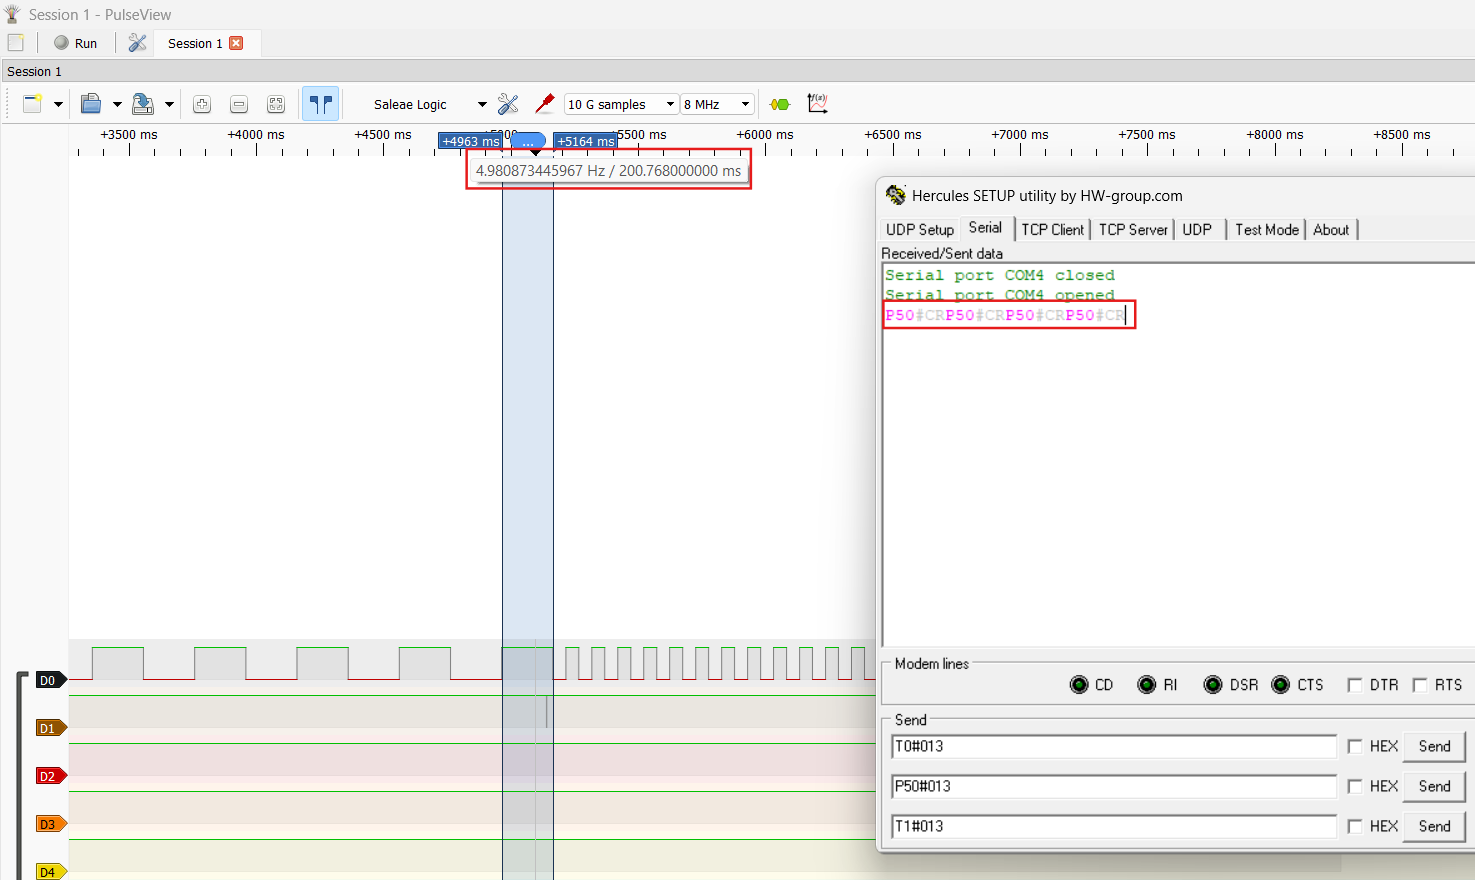 Session 1 - PulseView
Run
Session 1
Session 1
Saleae Logic
10 G samples
8 MHz
+3500 ms
+4000 ms
+4500 ms
+5500 ms
+6000 ms
+6500 ms
+7000 ms
+7500 ms
+8000 ms
+8500 ms
+4963 ms
...
+5164 ms
4.980873445967 Hz / 200.768000000 ms
D0
D1
D2
D3
D4
Hercules SETUP utility by HW-group.com
UDP Setup
Serial
TCP Client
TCP Server
UDP
Test Mode
About
Received/Sent data
Serial port COM4 closed
Serial port COM4 opened
P50#CRP50#CRP50#CRP50#CR
Modem lines
CD
RI
DSR
CTS
DTR
RTS
Send
T0#013
HEX
Send
P50#013
HEX
Send
T1#013
HEX
Send